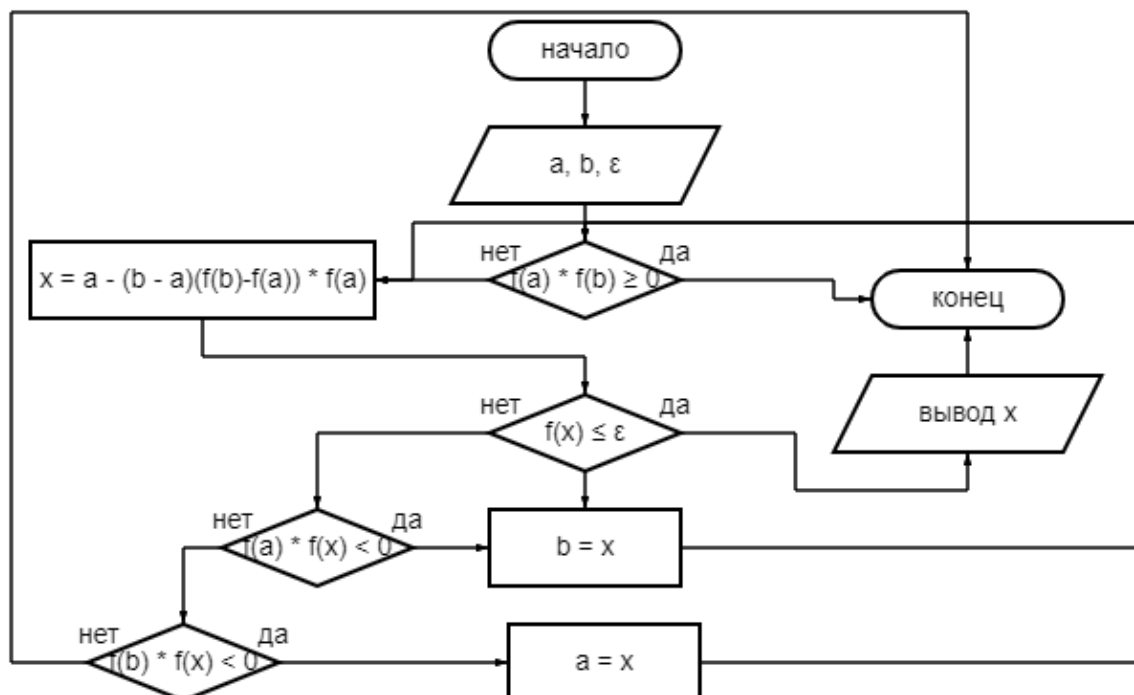 начало
a, b, ε
нет
да
x = a - (b - a)(f(b)-f(a)) * f(a)
f(a) * f(b) ≥ 0
конец
нет
да
f(x) ≤ ε
вывод x
нет
да
f(a) * f(x) < 0
b = x
нет
да
f(b) * f(x) < 0
a = x